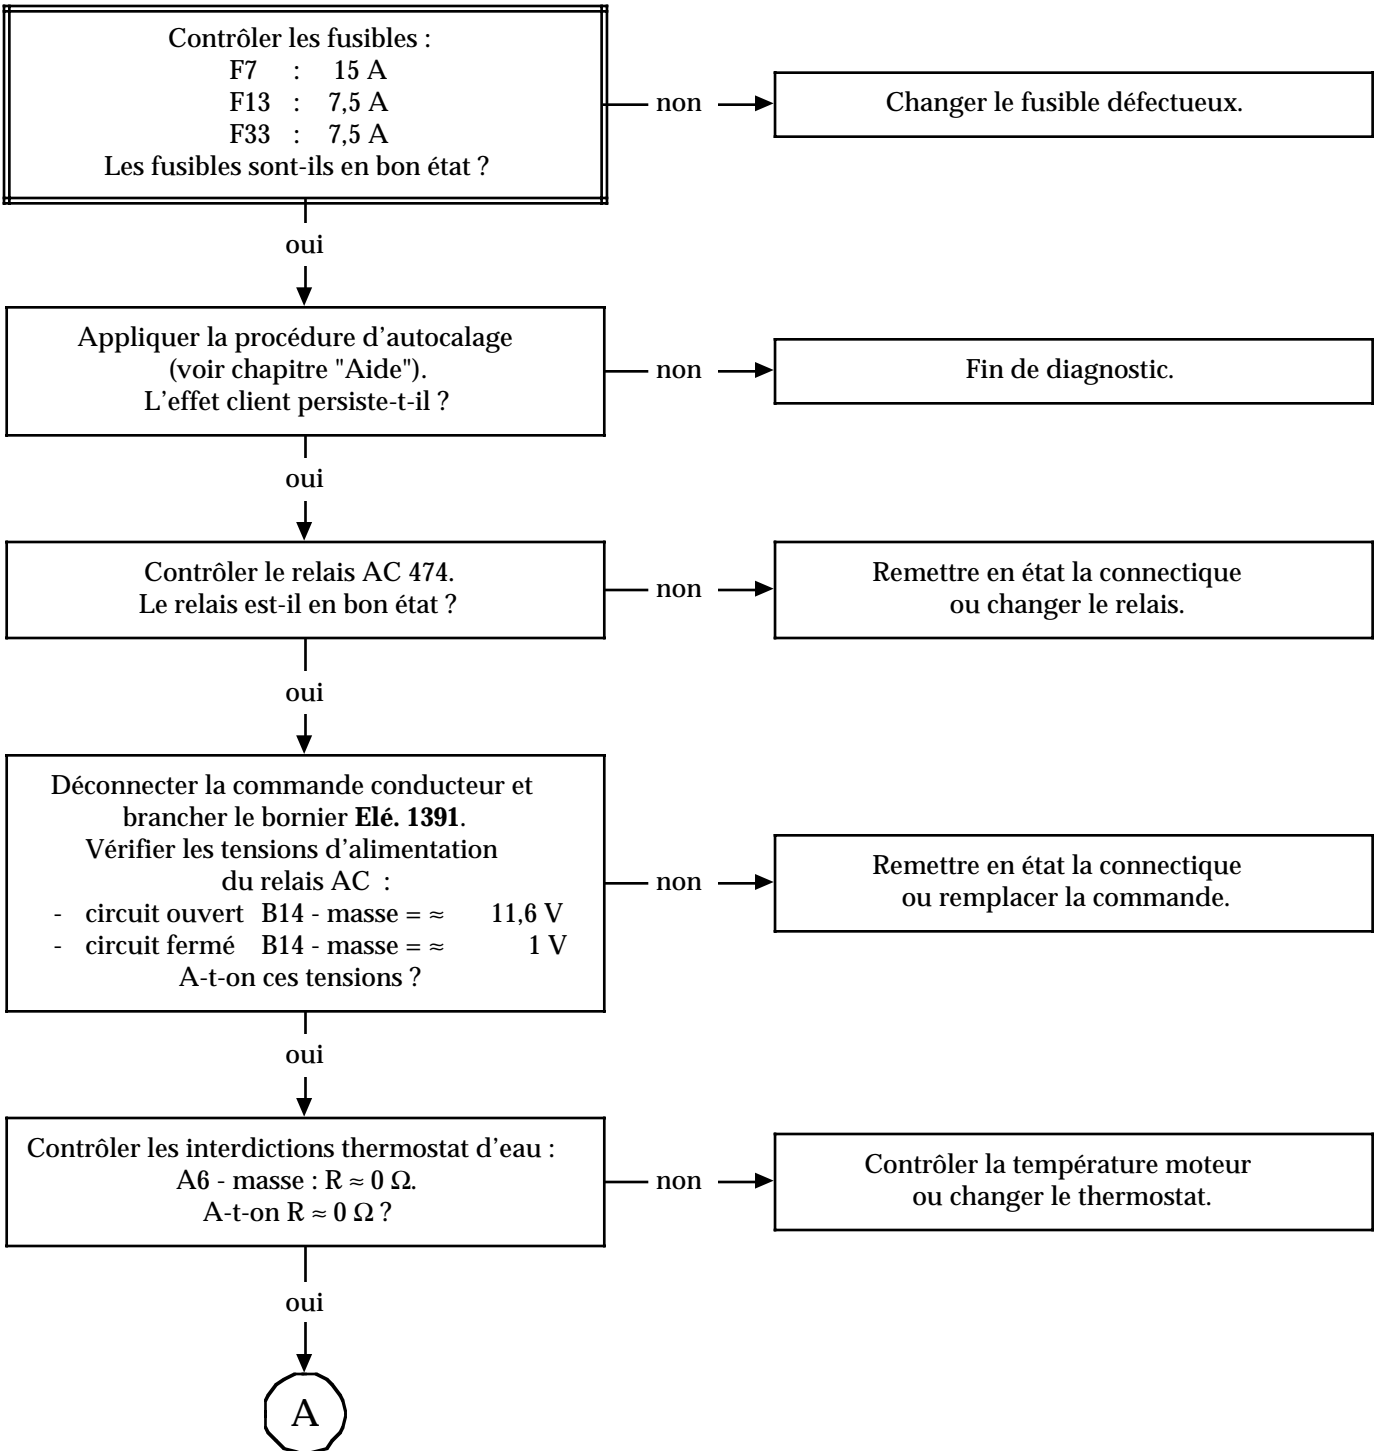 Contrôler les fusibles :
F7 : 15 A
F13 : 7,5 A
F33 : 7,5 A
Les fusibles sont-ils en bon état ?
non
Changer le fusible défectueux.
oui
Appliquer la procédure d’autocalage
(voir chapitre "Aide").
L’effet client persiste-t-il ?
non
Fin de diagnostic.
oui
Contrôler le relais AC 474.
Le relais est-il en bon état ?
non
Remettre en état la connectique
ou changer le relais.
oui
Déconnecter la commande conducteur et
brancher le bornier Elé. 1391.
Vérifier les tensions d’alimentation
du relais AC :
- circuit ouvert B14 - masse = ≈ 11,6 V
- circuit fermé B14 - masse = ≈ 1 V
A-t-on ces tensions ?
non
Remettre en état la connectique
ou remplacer la commande.
oui
Contrôler les interdictions thermostat d’eau :
A6 - masse : R ≈ 0 Ω.
A-t-on R ≈ 0 Ω ?
non
Contrôler la température moteur
ou changer le thermostat.
oui
A